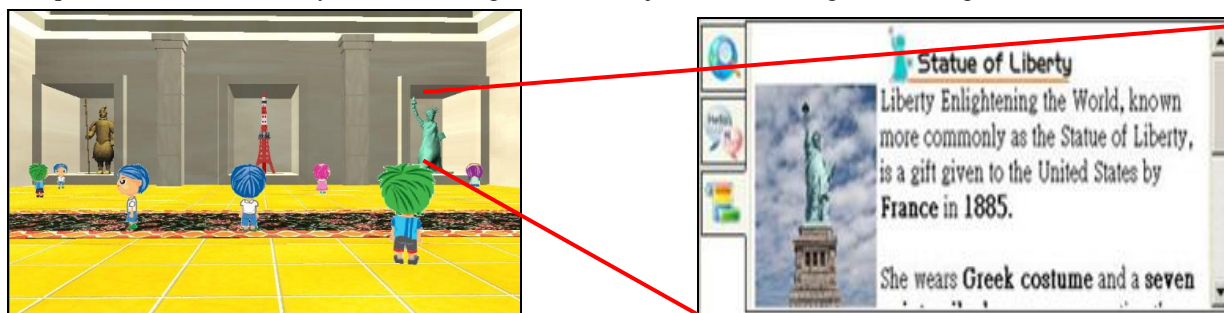 Statue of Liberty
Liberty Enlightening the World, known
more commonly as the Statue of Liberty,
is a gift given to the United States by
France in 1885.
She wears Greek costume and a seven